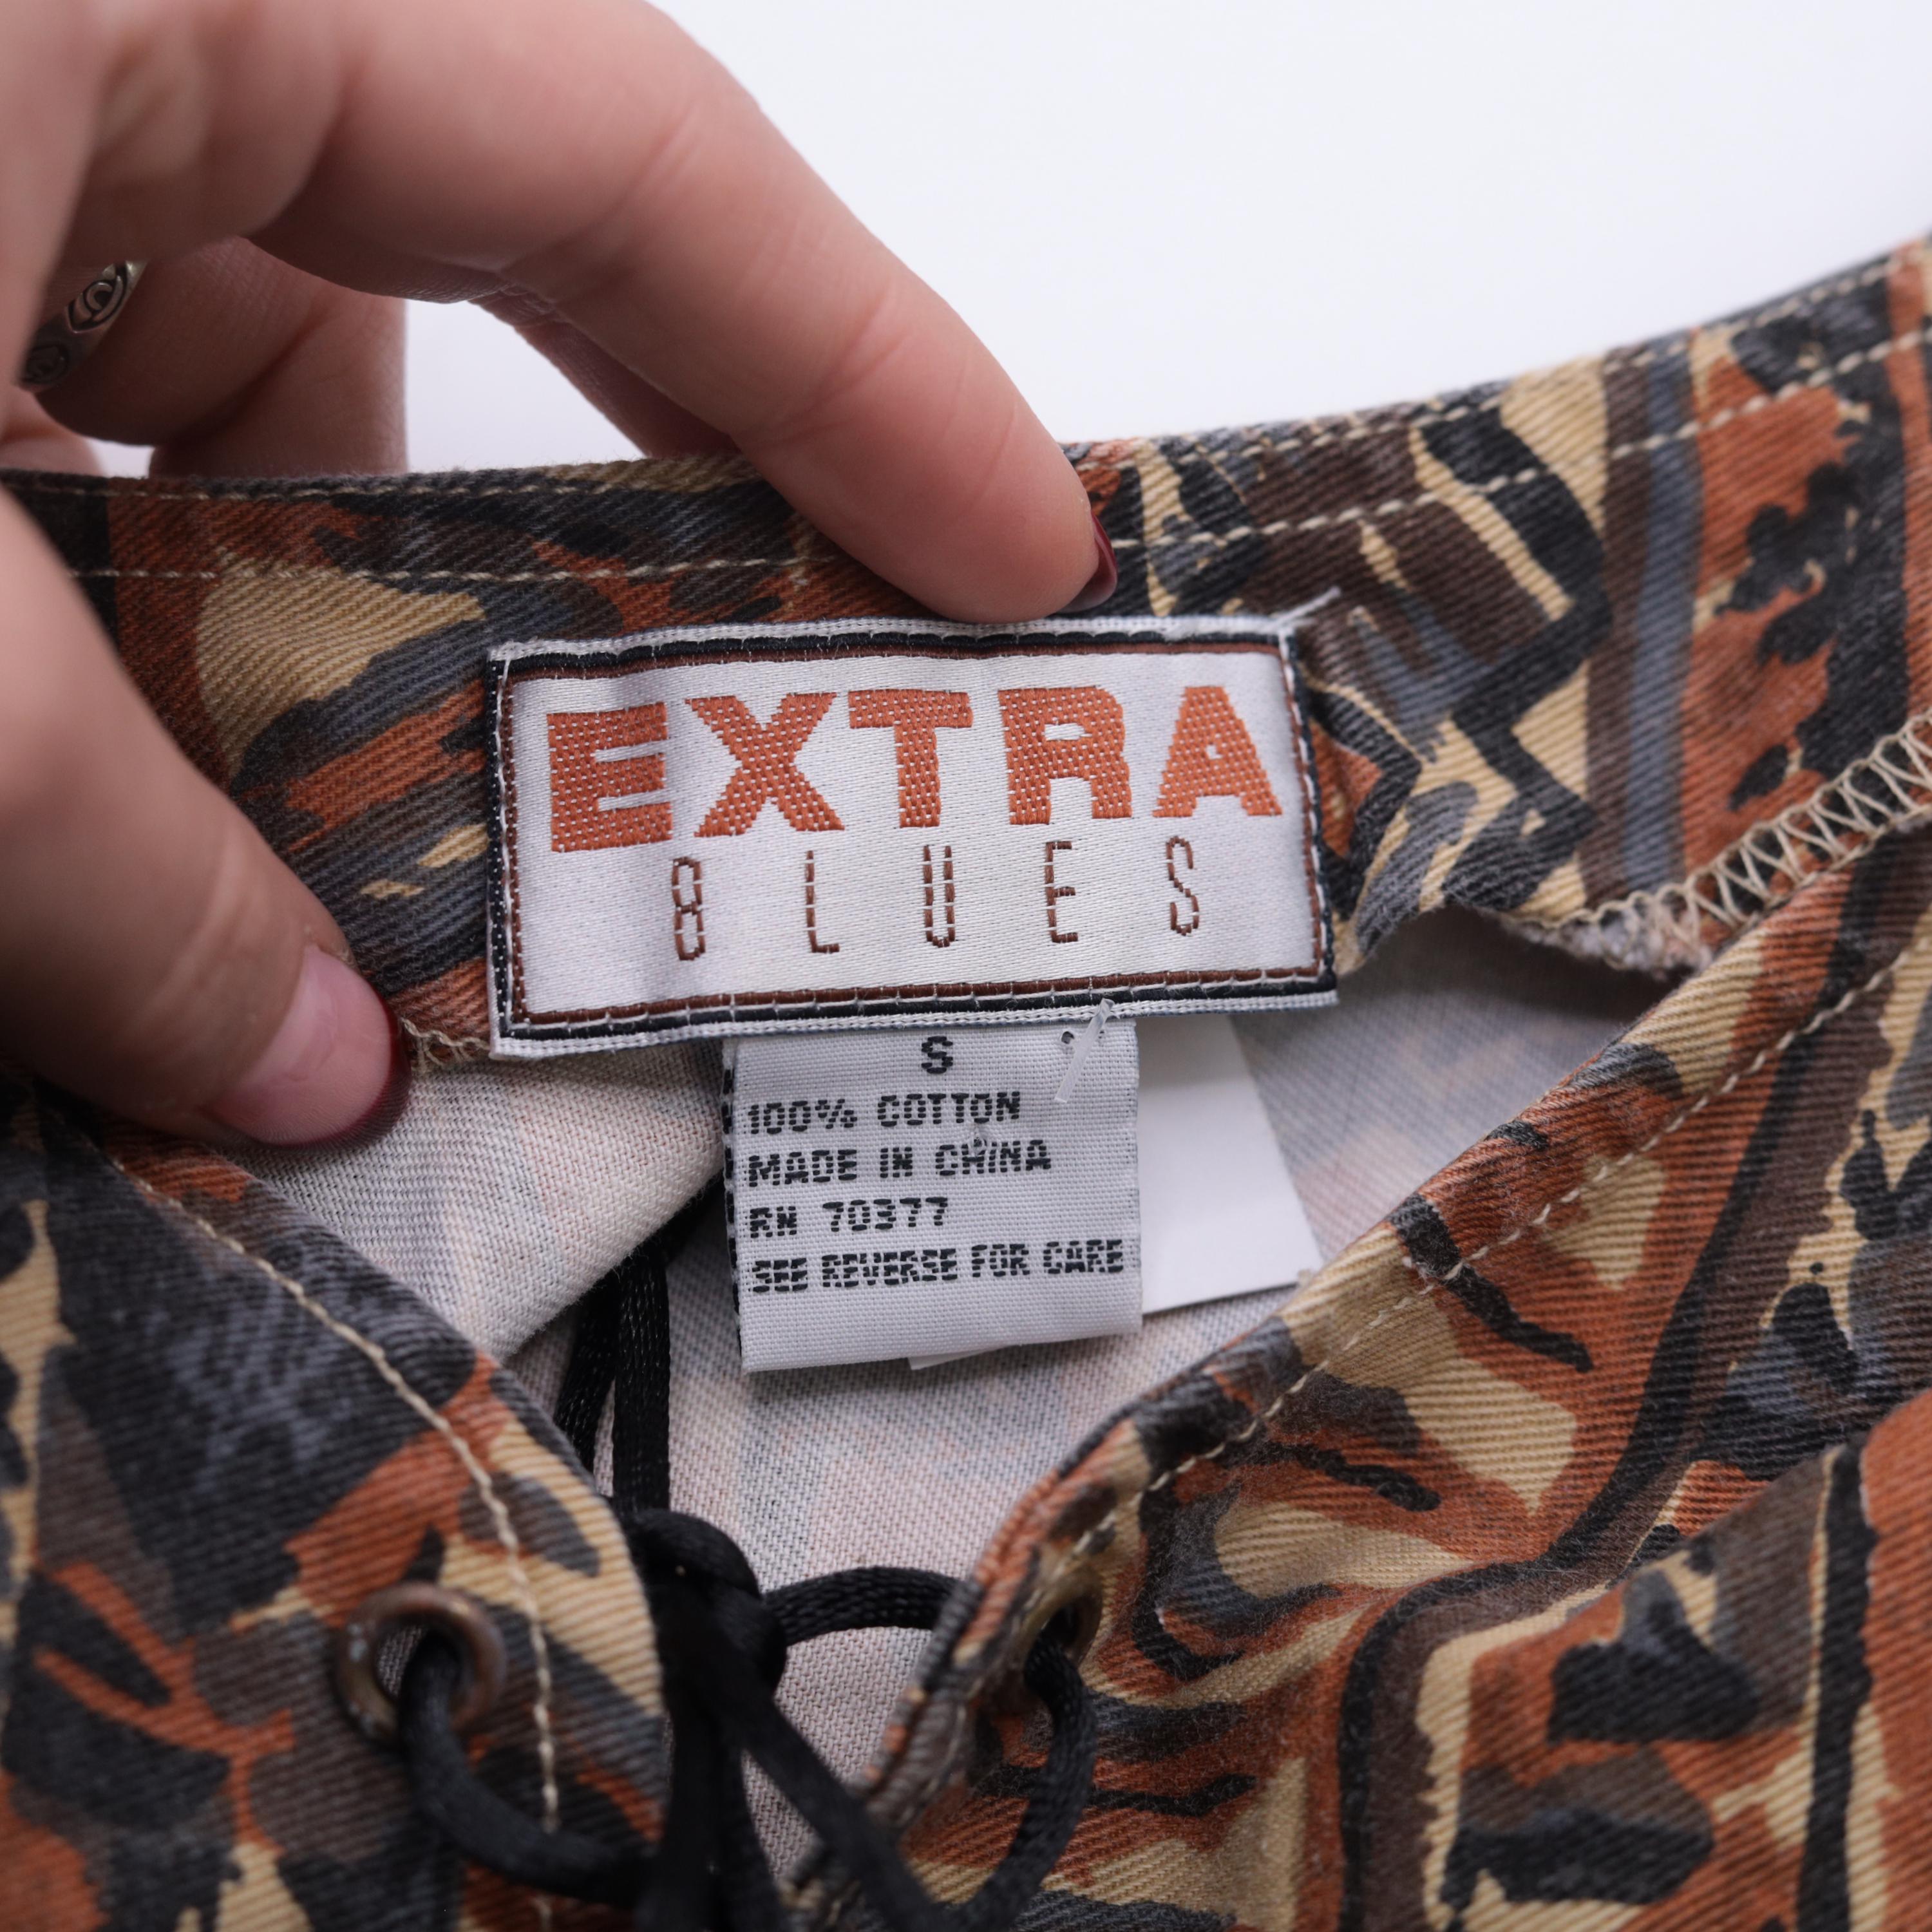 EXTRA
BLUES
S
100% COTTON
MADE IN CHINA
RN 70377
SEE REVERSE FOR CARE